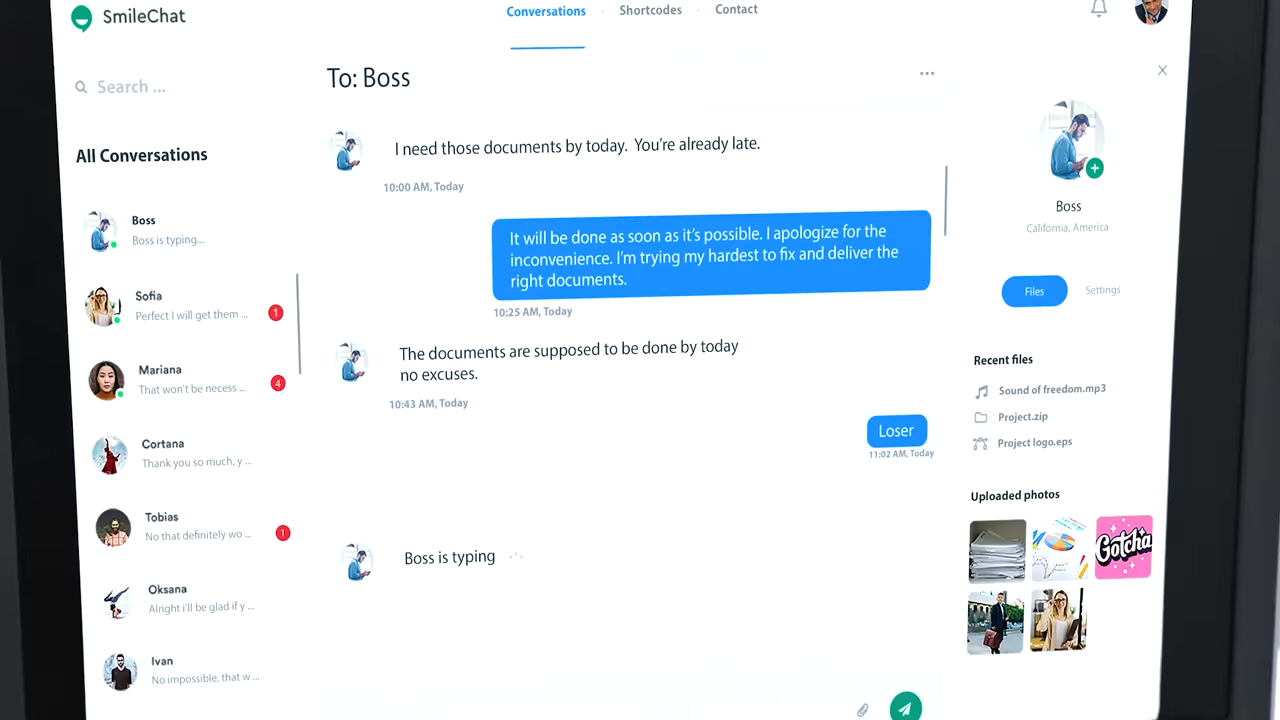 SmileChat
Conversations
Shortcodes
Contact
Search ...
All Conversations
Boss
Boss is typing...
Sofia
Perfect I will get them ...
1
Mariana
That won't be necess ...
4
Cortana
Thank you so much, y ...
Tobias
No that definitely wo ...
1
Oksana
Alright i'll be glad if y ...
Ivan
No impossible, that w ...
To: Boss
I need those documents by today. You're already late.
10:00 AM, Today
It will be done as soon as it's possible. I apologize for the
inconvenience. I'm trying my hardest to fix and deliver the
right documents.
10:25 AM, Today
The documents are supposed to be done by today
no excuses.
10:43 AM, Today
Loser
11:02 AM, Today
Boss is typing
Boss
California, America
Files
Settings
Recent files
Sound of freedom.mp3
Project.zip
Project logo.eps
Uploaded photos
Gotcha